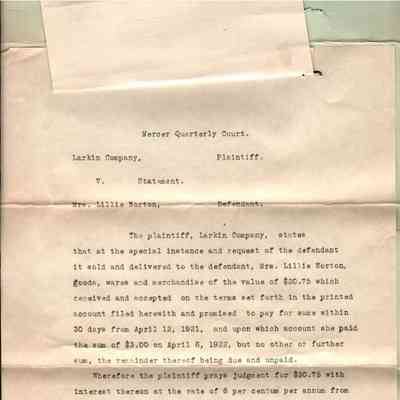 Mercer Quarterly Court.
Larkin Company, Plaintiff.
V. Statement.
Mrs. Lillie Horton, Defendant.
The plaintiff, Larkin Company, states
that at the special instance and request of the defendant
it sold and delivered to the defendant, Mrs. Lillie Horton,
goods, wares and merchandise of the value of $30.75 which
received and accepted on the terms set forth in the printed
account filed herewith and promised to pay for same within
30 days from April 12, 1921, and upon which account she paid
the sum of $3.00 on April 6, 1922, but no other or further
sum, the remainder thereof being due and unpaid.
Wherefore the plaintiff prays judgment for $30.75 with
interest thereon at the rate of 6 per centum per annum from